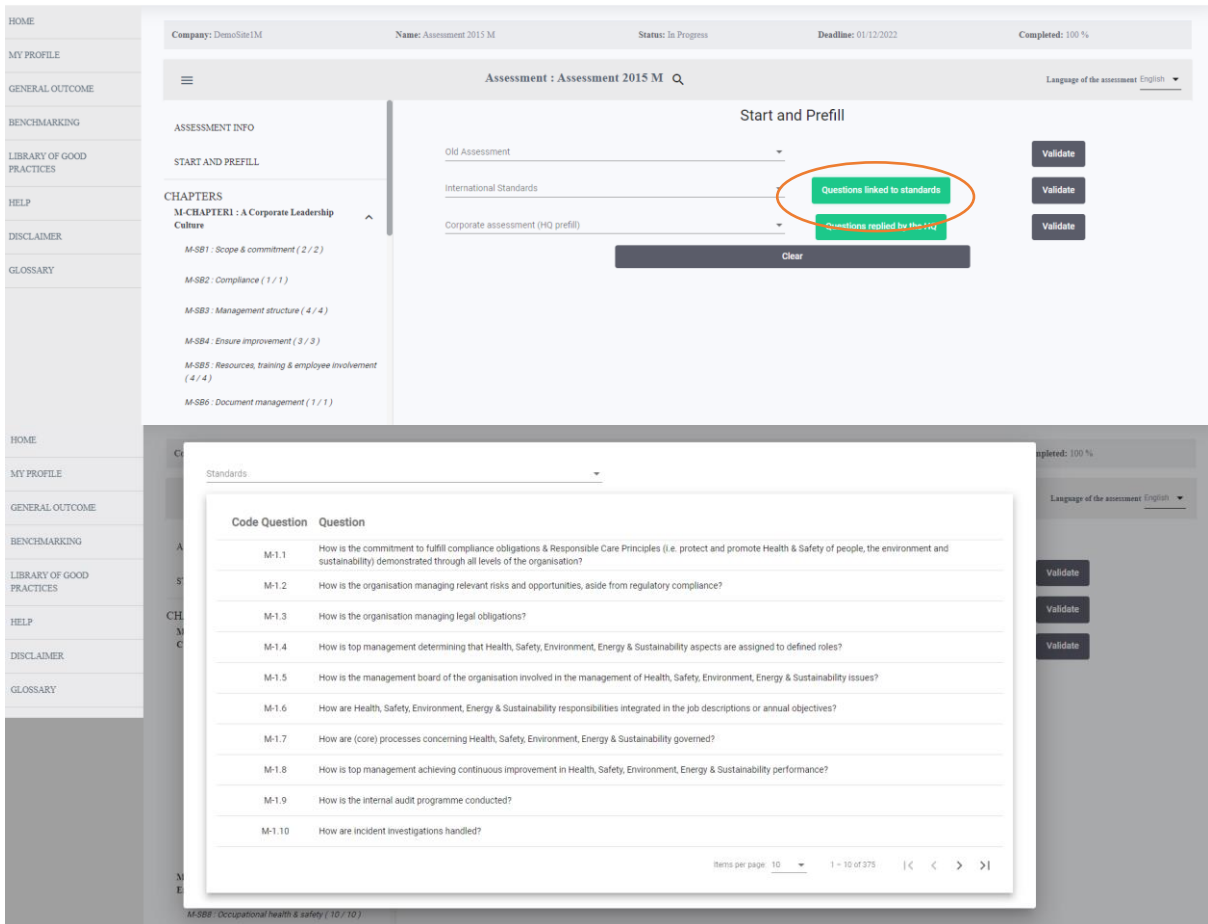 HOME
MY PROFILE
GENERAL OUTCOME
BENCHMARKING
LIBRARY OF GOOD
PRACTICES
HELP
DISCLAIMER
GLOSSARY
Company: DemoSite1M Name: Assessment 2015 M Status: In Progress Deadline: 01/12/2022 Completed: 100 %
Assessment : Assessment 2015 M Language of the assessment English
ASSESSMENT INFO
START AND PREFILL
CHAPTERS
M-CHAPTER1 : A Corporate Leadership
Culture
M-SB1 : Scope & commitment ( 2 / 2 )
M-SB2 : Compliance ( 1 / 1 )
M-SB3 : Management structure ( 4 / 4 )
M-SB4 : Ensure improvement ( 3 / 3 )
M-SB5 : Resources, training & employee involvement
( 4 / 4 )
M-SB6 : Document management ( 1 / 1 )
Start and Prefill
Old Assessment Validate
International Standards Questions linked to standards Validate
Corporate assessment (HQ prefill) Questions replied by the HQ Validate
Clear
HOME
MY PROFILE
GENERAL OUTCOME
BENCHMARKING
LIBRARY OF GOOD
PRACTICES
HELP
DISCLAIMER
GLOSSARY
Co
mpleted: 100 %
Language of the assessment English
A
ST
CH
M
C
Validate
Validate
Validate
Standards
Code Question Question
M-1.1 How is the commitment to fulfill compliance obligations & Responsible Care Principles (i.e. protect and promote Health & Safety of people, the environment and
sustainability) demonstrated through all levels of the organisation?
M-1.2 How is the organisation managing relevant risks and opportunities, aside from regulatory compliance?
M-1.3 How is the organisation managing legal obligations?
M-1.4 How is top management determining that Health, Safety, Environment, Energy & Sustainability aspects are assigned to defined roles?
M-1.5 How is the management board of the organisation involved in the management of Health, Safety, Environment, Energy & Sustainability issues?
M-1.6 How are Health, Safety, Environment, Energy & Sustainability responsibilities integrated in the job descriptions or annual objectives?
M-1.7 How are (core) processes concerning Health, Safety, Environment, Energy & Sustainability governed?
M-1.8 How is top management achieving continuous improvement in Health, Safety, Environment, Energy & Sustainability performance?
M-1.9 How is the internal audit programme conducted?
M-1.10 How are incident investigations handled?
Items per page: 10 1 – 10 of 375
M
E
M-SB8 : Occupational health & safety ( 10 / 10 )